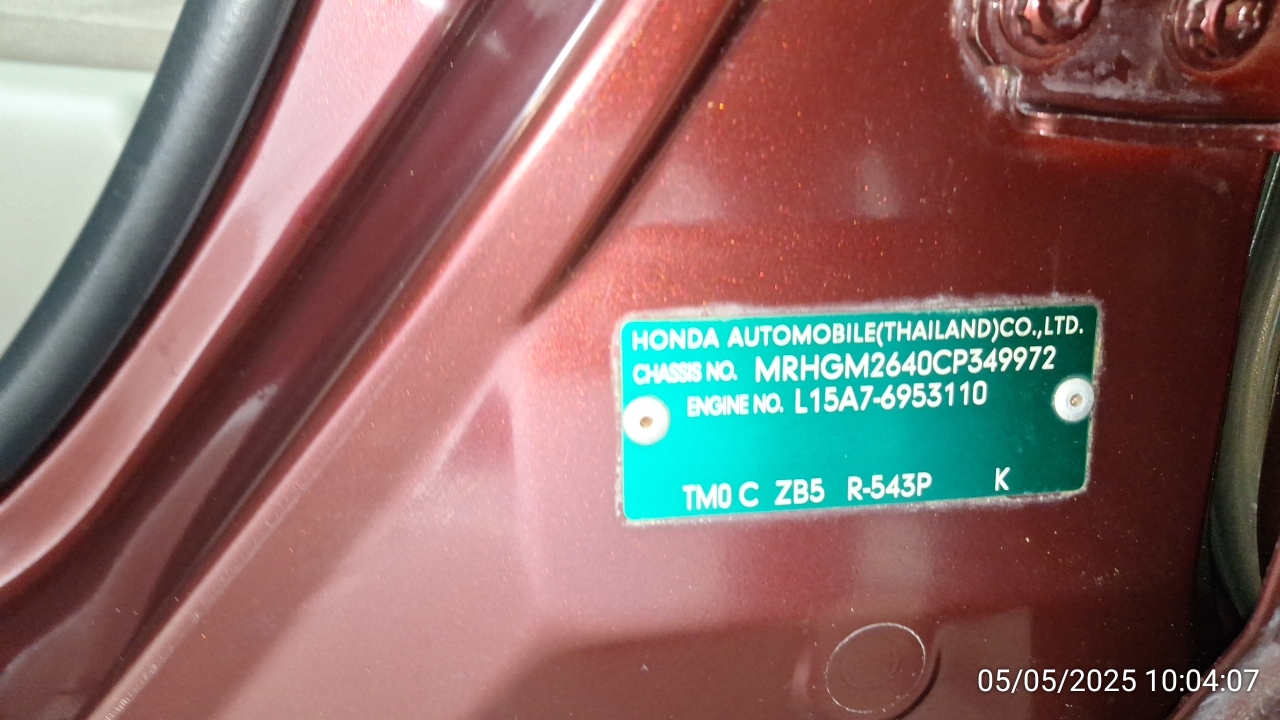 HONDA AUTOMOBILE(THAILAND)CO.,LTD.
CHASSIS NO. MRHGM2640CP349972
ENGINE NO. L15A7-6953110
TM0 C ZB5 R-543P K
05/05/2025 10:04:07